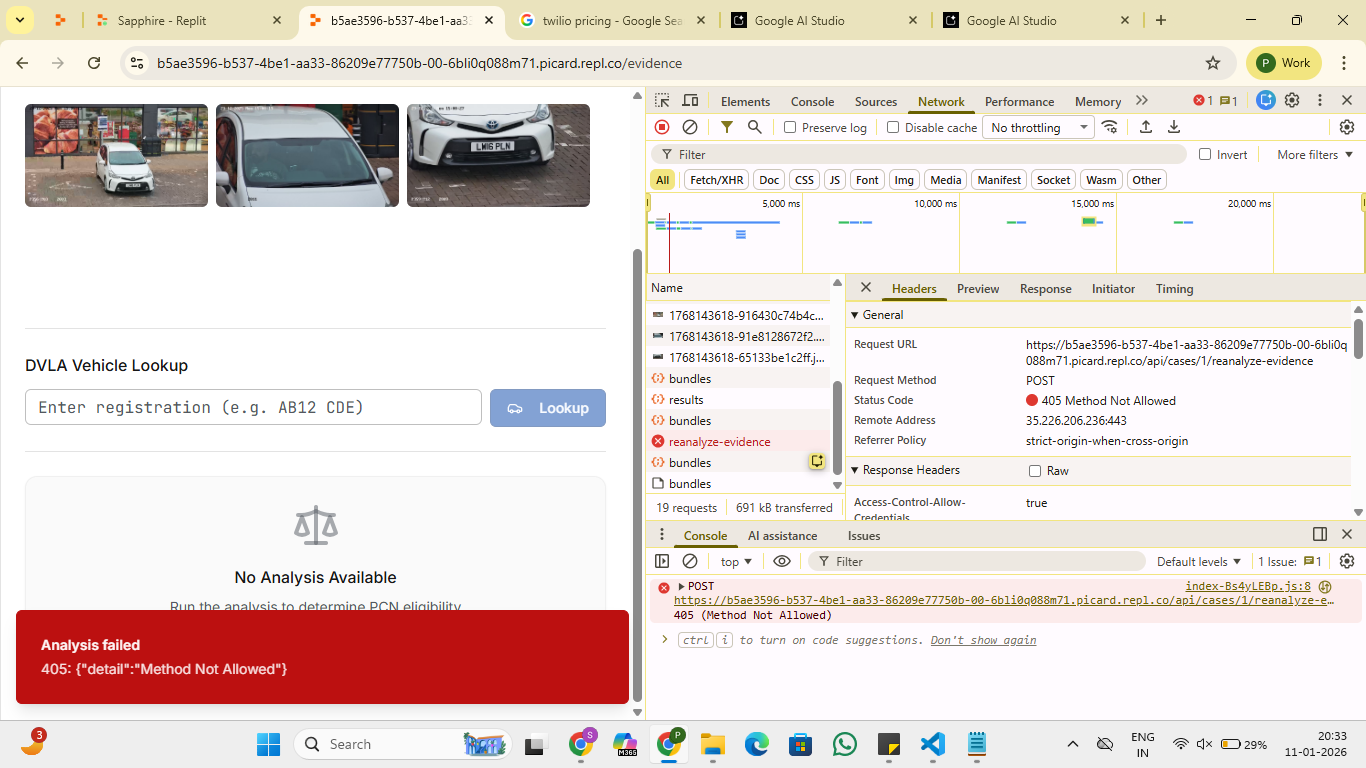 Sapphire - Replit
b5ae3596-b537-4be1-aa33
twilio pricing - Google Sea
Google AI Studio
Google AI Studio
b5ae3596-b537-4be1-aa33-86209e77750b-00-6bli0q088m71.picard.repl.co/evidence
P Work
LM16 PLN
DVLA Vehicle Lookup
Enter registration (e.g. AB12 CDE)
Lookup
No Analysis Available
Run the analysis to determine PCN eligibility
Analysis failed
405: {"detail":"Method Not Allowed"}
Elements Console Sources Network Performance Memory
1 1
Preserve log Disable cache No throttling
Filter Invert More filters
All Fetch/XHR Doc CSS JS Font Img Media Manifest Socket Wasm Other
5,000 ms 10,000 ms 15,000 ms 20,000 ms
Name
1768143618-916430c74b4c...
1768143618-91e8128672f2....
1768143618-65133be1c2ff.j...
bundles
results
bundles
reanalyze-evidence
bundles
bundles
19 requests 691 kB transferred
Headers Preview Response Initiator Timing
General
Request URL https://b5ae3596-b537-4be1-aa33-86209e77750b-00-6bli0q
088m71.picard.repl.co/api/cases/1/reanalyze-evidence
Request Method POST
Status Code 405 Method Not Allowed
Remote Address 35.226.206.236:443
Referrer Policy strict-origin-when-cross-origin
Response Headers Raw
Access-Control-Allow- true
Credentials
Console AI assistance Issues
top Filter Default levels 1 Issue: 1
POST index-Bs4yLEBp.js:8
https://b5ae3596-b537-4be1-aa33-86209e77750b-00-6bli0q088m71.picard.repl.co/api/cases/1/reanalyze-e…
405 (Method Not Allowed)
ctrl i to turn on code suggestions. Don't show again
3
Search
S
M365
P
ENG
IN
29%
20:33
11-01-2026